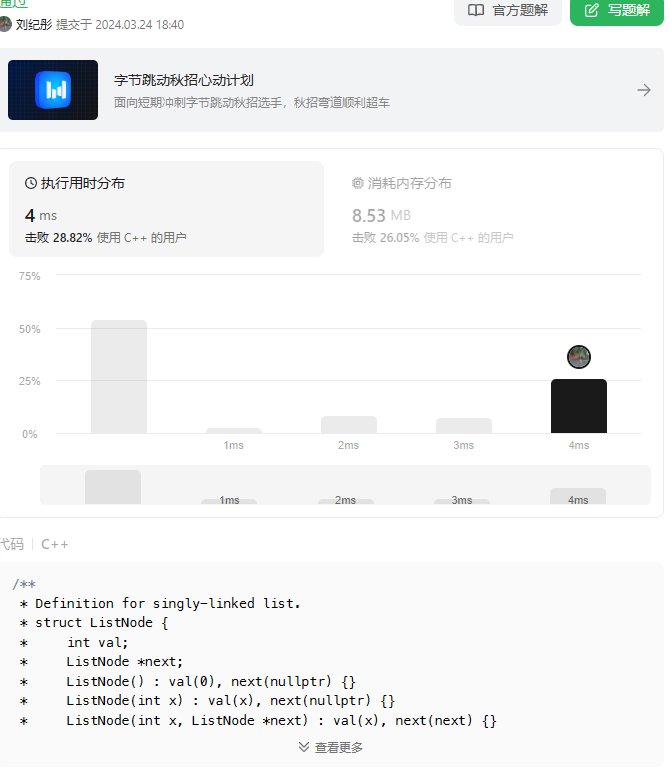 官方题解
写题解
刘纪彤 提交于 2024.03.24 18:40
字节跳动秋招心动计划
面向短期冲刺字节跳动秋招选手，秋招弯道顺利超车
执行用时分布
4 ms
击败 28.82% 使用 C++ 的用户
消耗内存分布
8.53 MB
击败 26.05% 使用 C++ 的用户
75%
50%
25%
0%
1ms
2ms
3ms
4ms
1ms
2ms
3ms
4ms
代码
C++
/**
 * Definition for singly-linked list.
 * struct ListNode {
 *     int val;
 *     ListNode *next;
 *     ListNode() : val(0), next(nullptr) {}
 *     ListNode(int x) : val(x), next(nullptr) {}
 *     ListNode(int x, ListNode *next) : val(x), next(next) {}
查看更多